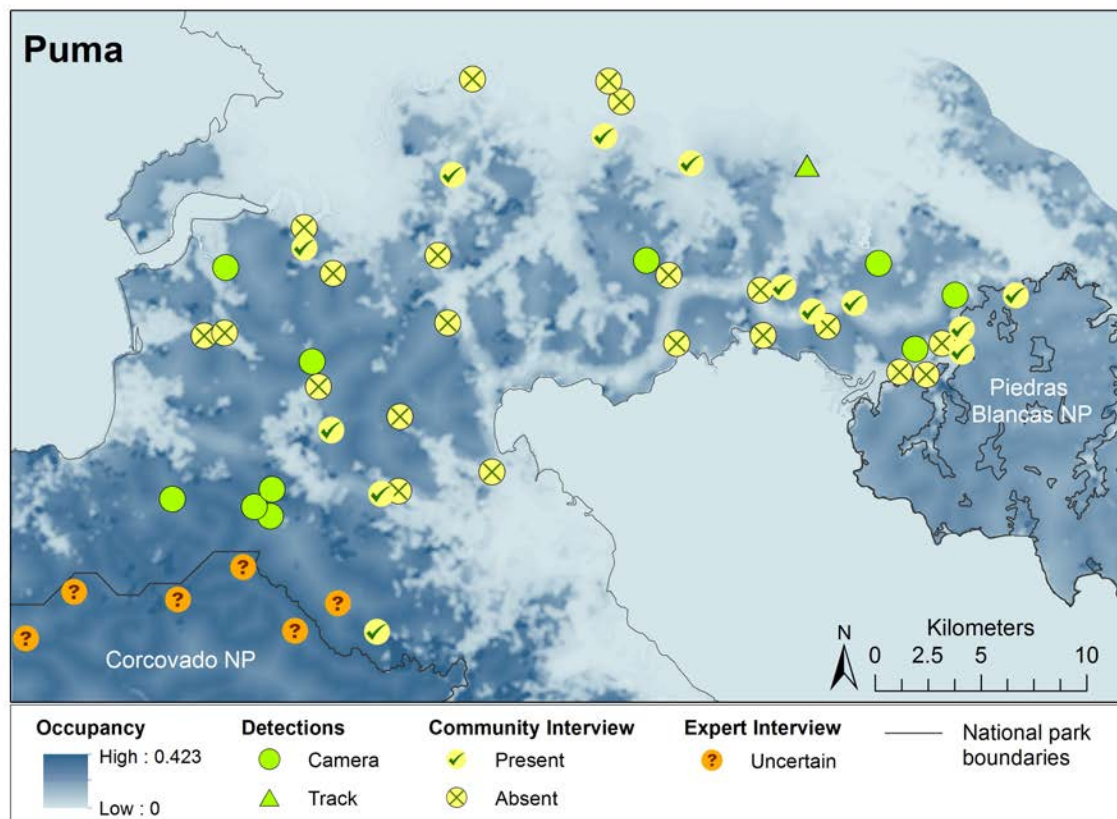 Puma
Piedras
Blancas NP
Corcovado NP
N
Kilometers
0 2.5 5 10
Occupancy
High : 0.423
Low : 0
Detections
Camera
Track
Community Interview
Present
Absent
Expert Interview
? Uncertain
National park
boundaries